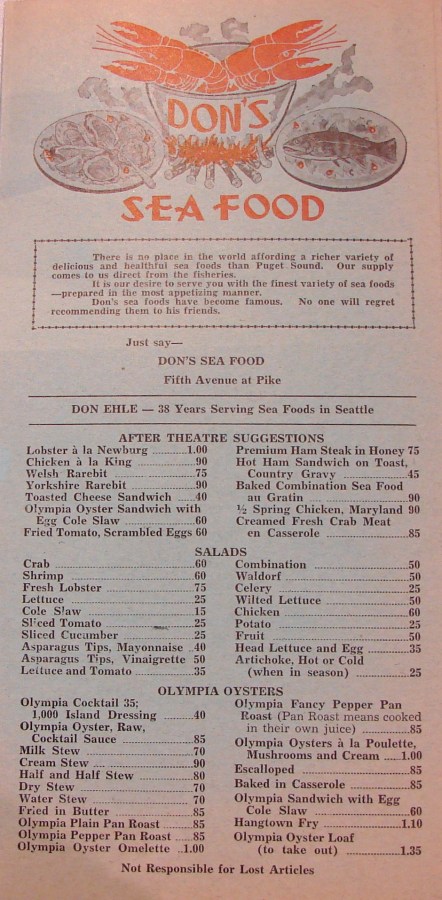 DON'S
SEA FOOD
There is no place in the world affording a richer variety of
delicious and healthful sea foods than Puget Sound. Our supply
comes to us direct from the fisheries.
It is our desire to serve you with the finest variety of sea foods
—prepared in the most appetizing manner.
Don's sea foods have become famous. No one will regret
recommending them to his friends.
Just say—
DON'S SEA FOOD
Fifth Avenue at Pike
DON EHLE — 38 Years Serving Sea Foods in Seattle
AFTER THEATRE SUGGESTIONS
Lobster à la Newburg ..........1.00
Chicken à la King ..........90
Welsh Rarebit ..........75
Yorkshire Rarebit ..........90
Toasted Cheese Sandwich .....40
Olympia Oyster Sandwich with
Egg Cole Slaw ..........60
Fried Tomato, Scrambled Eggs 60
Premium Ham Steak in Honey 75
Hot Ham Sandwich on Toast,
Country Gravy ..........45
Baked Combination Sea Food
au Gratin ..........90
½ Spring Chicken, Maryland 90
Creamed Fresh Crab Meat
en Casserole ..........85
SALADS
Crab ..........60
Shrimp ..........60
Fresh Lobster ..........75
Lettuce ..........25
Cole Slaw ..........15
Sliced Tomato ..........25
Sliced Cucumber ..........25
Asparagus Tips, Mayonnaise ..40
Asparagus Tips, Vinaigrette 50
Lettuce and Tomato ..........35
Combination ..........50
Waldorf ..........50
Celery ..........25
Wilted Lettuce ..........50
Chicken ..........60
Potato ..........25
Fruit ..........50
Head Lettuce and Egg ..........35
Artichoke, Hot or Cold
(when in season) ..........25
OLYMPIA OYSTERS
Olympia Cocktail 35;
1,000 Island Dressing ..........40
Olympia Oyster, Raw,
Cocktail Sauce ..........85
Milk Stew ..........70
Cream Stew ..........90
Half and Half Stew ..........80
Dry Stew ..........70
Water Stew ..........70
Fried in Butter ..........85
Olympia Plain Pan Roast .....85
Olympia Pepper Pan Roast ....85
Olympia Oyster Omelette ..1.00
Olympia Fancy Pepper Pan
Roast (Pan Roast means cooked
in their own juice) ..........85
Olympia Oysters à la Poulette,
Mushrooms and Cream .....1.00
Escalloped ..........85
Baked in Casserole ..........85
Olympia Sandwich with Egg
Cole Slaw ..........60
Hangtown Fry ..........1.10
Olympia Oyster Loaf
(to take out) ..........1.35
Not Responsible for Lost Articles